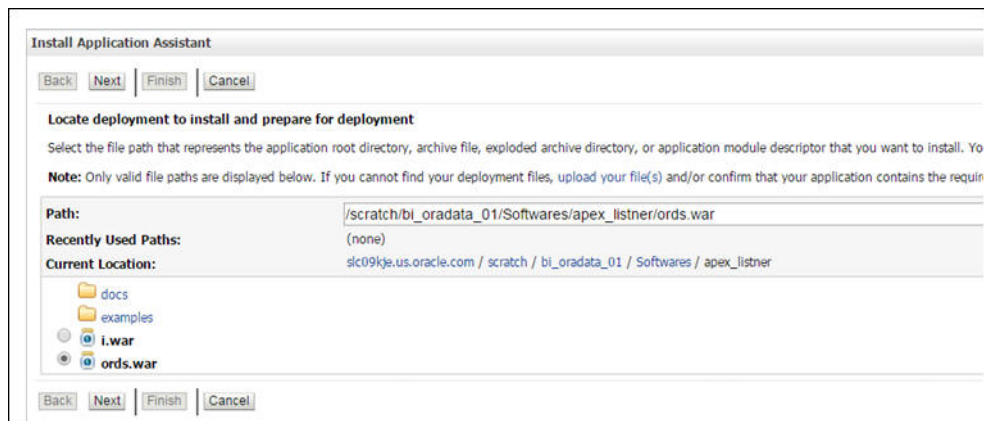 Install Application Assistant
Back Next Finish Cancel
Locate deployment to install and prepare for deployment
Select the file path that represents the application root directory, archive file, exploded archive directory, or application module descriptor that you want to install.
Note: Only valid file paths are displayed below. If you cannot find your deployment files, upload your file(s) and/or confirm that your application contains the
Path: /scratch/bi_oradata_01/Softwares/apex_listner/ords.war
Recently Used Paths: (none)
Current Location: slc09kje.us.oracle.com / scratch / bi_oradata_01 / Softwares / apex_listner
docs
examples
i.war
ords.war
Back Next Finish Cancel